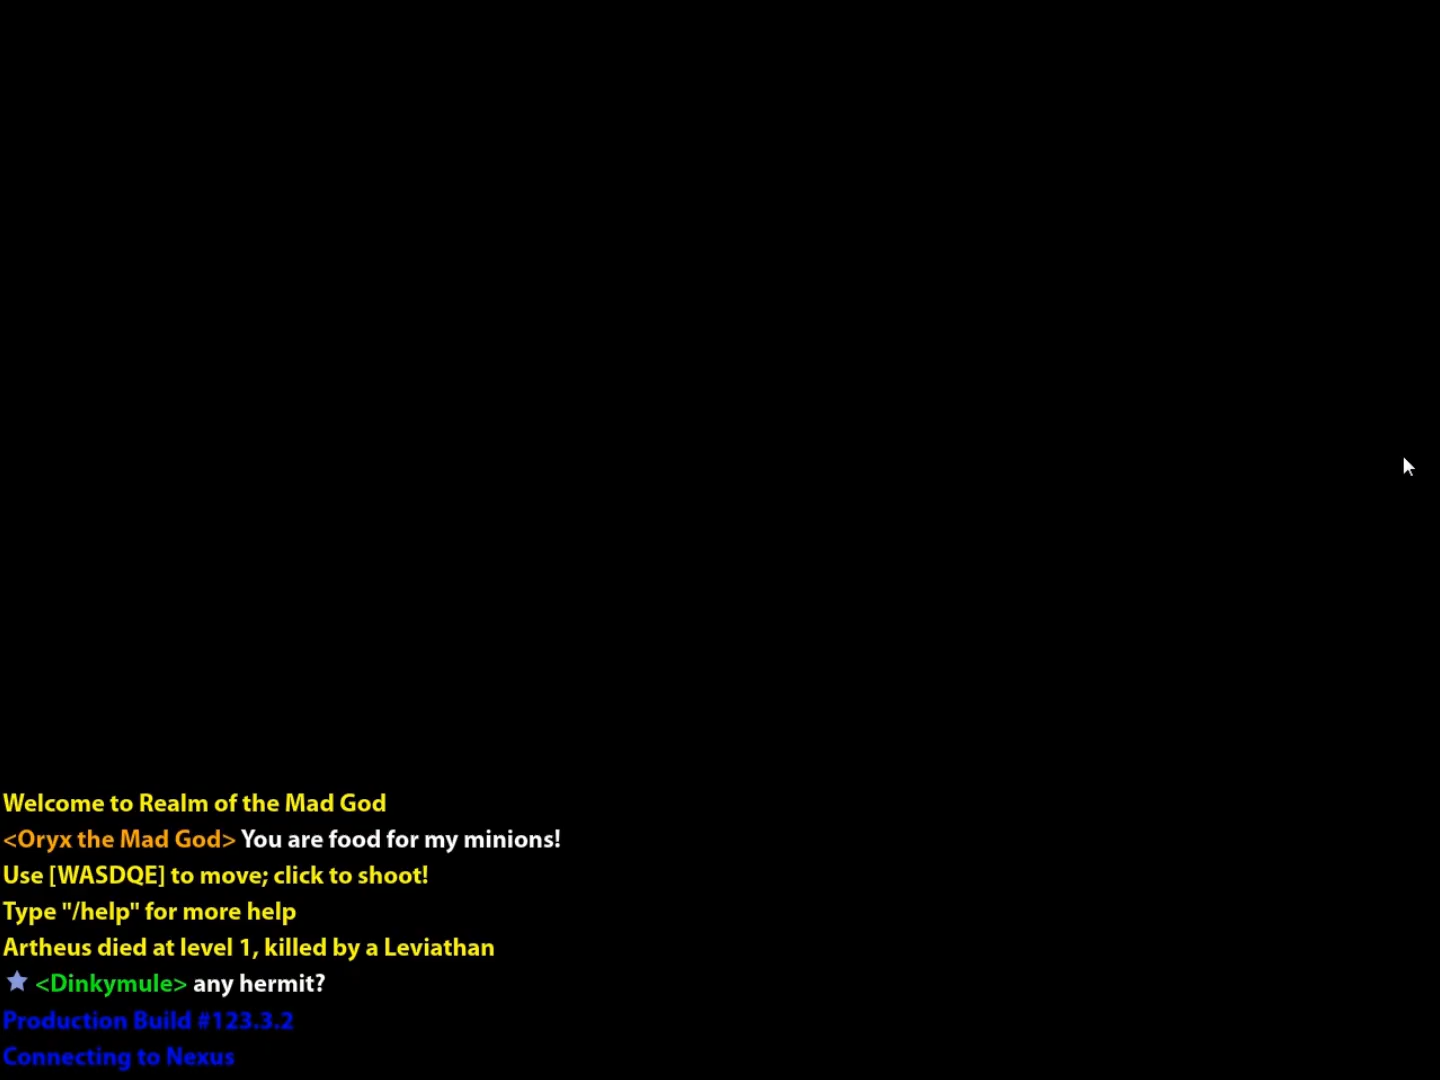 Welcome to Realm of the Mad God
<Oryx the Mad God> You are food for my minions!
Use [WASDQE] to move; click to shoot!
Type "/help" for more help
Artheus died at level 1, killed by a Leviathan
<Dinkymule> any hermit?
Production Build #123.3.2
Connecting to Nexus